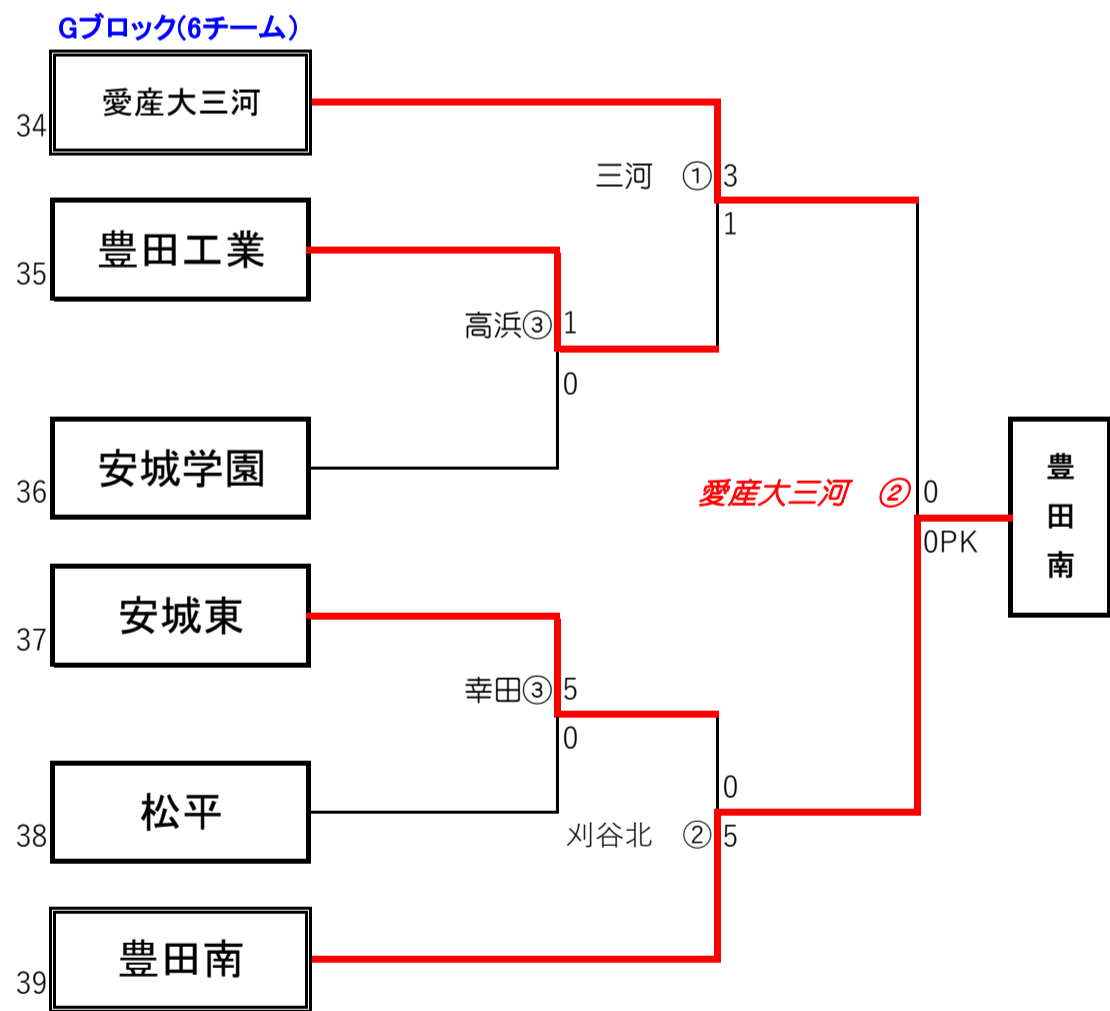 Gブロック(6チーム)
34
愛産大三河
三河　① 3
1
35
豊田工業
高浜③ 1
0
36
安城学園
愛産大三河　② 0
0PK
豊田南
37
安城東
幸田③ 5
0
38
松平
0
刈谷北　② 5
39
豊田南